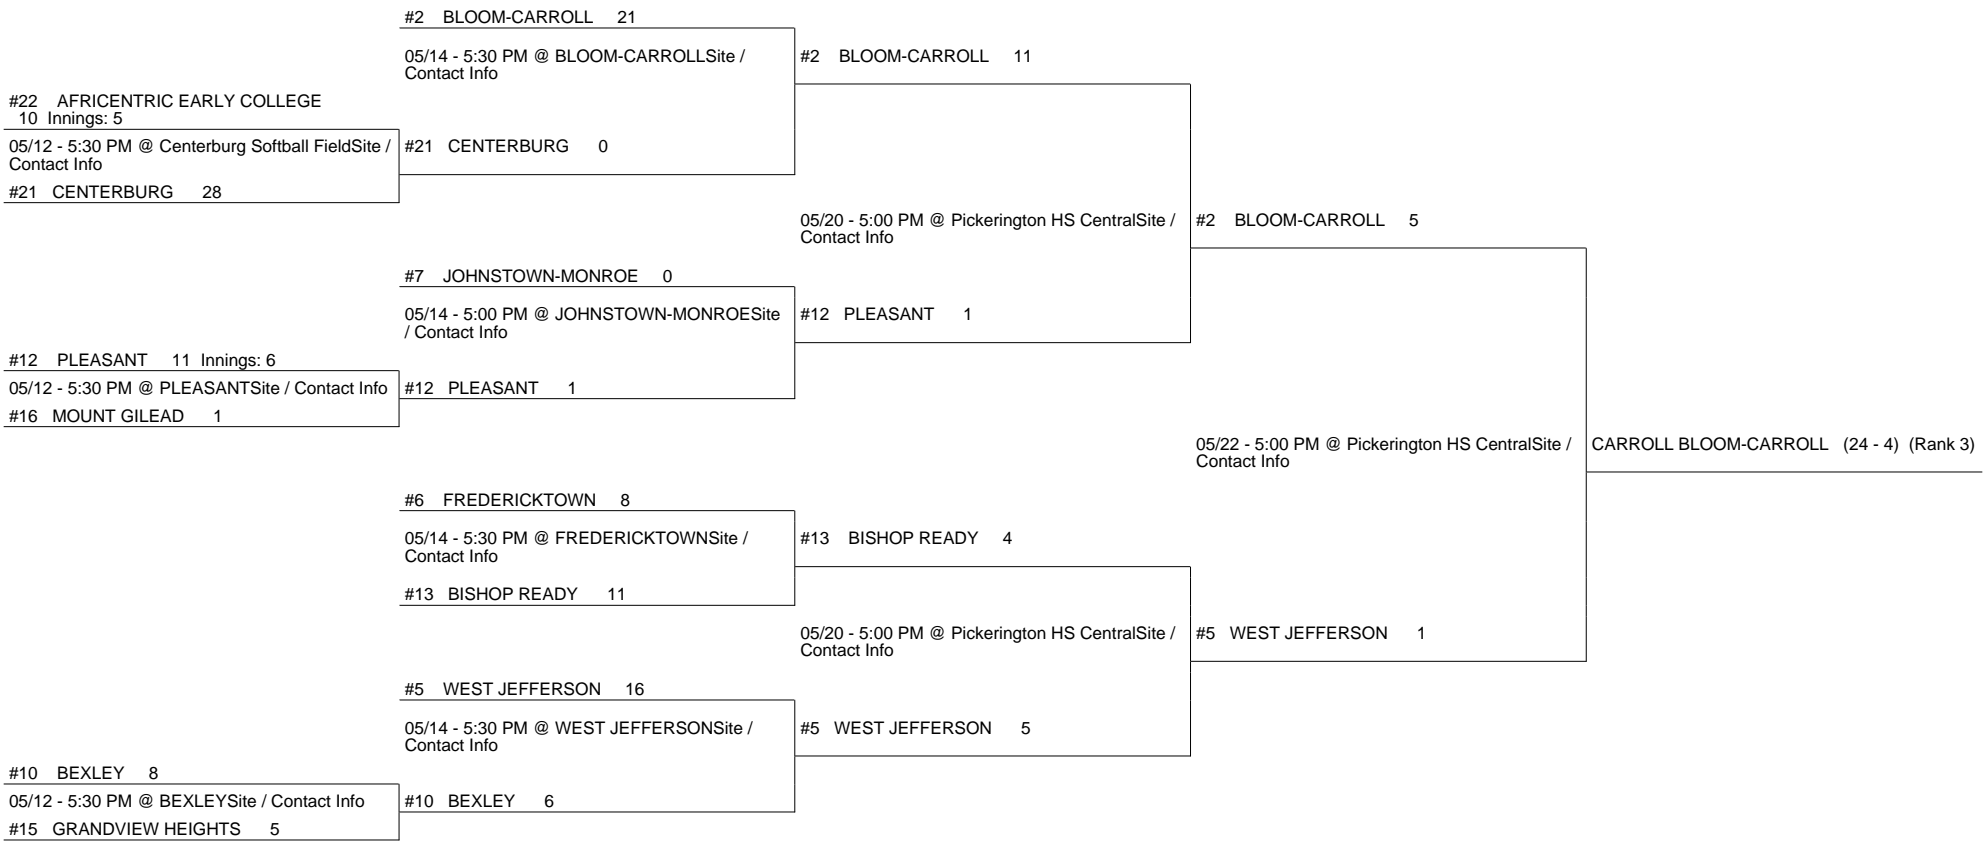 #2 BLOOM-CARROLL 21
05/14 - 5:30 PM @ BLOOM-CARROLLSite /
Contact Info
#2 BLOOM-CARROLL 11
#22 AFRICENTRIC EARLY COLLEGE
10 Innings: 5
05/12 - 5:30 PM @ Centerburg Softball FieldSite /
Contact Info
#21 CENTERBURG 0
#21 CENTERBURG 28
05/20 - 5:00 PM @ Pickerington HS CentralSite /
Contact Info
#2 BLOOM-CARROLL 5
#7 JOHNSTOWN-MONROE 0
05/14 - 5:00 PM @ JOHNSTOWN-MONROESite
/ Contact Info
#12 PLEASANT 1
#12 PLEASANT 11 Innings: 6
05/12 - 5:30 PM @ PLEASANTSite / Contact Info
#12 PLEASANT 1
#16 MOUNT GILEAD 1
05/22 - 5:00 PM @ Pickerington HS CentralSite /
Contact Info
CARROLL BLOOM-CARROLL (24 - 4) (Rank 3)
#6 FREDERICKTOWN 8
05/14 - 5:30 PM @ FREDERICKTOWNSite /
Contact Info
#13 BISHOP READY 4
#13 BISHOP READY 11
05/20 - 5:00 PM @ Pickerington HS CentralSite /
Contact Info
#5 WEST JEFFERSON 1
#5 WEST JEFFERSON 16
05/14 - 5:30 PM @ WEST JEFFERSONSite /
Contact Info
#5 WEST JEFFERSON 5
#10 BEXLEY 8
05/12 - 5:30 PM @ BEXLEYSite / Contact Info
#10 BEXLEY 6
#15 GRANDVIEW HEIGHTS 5